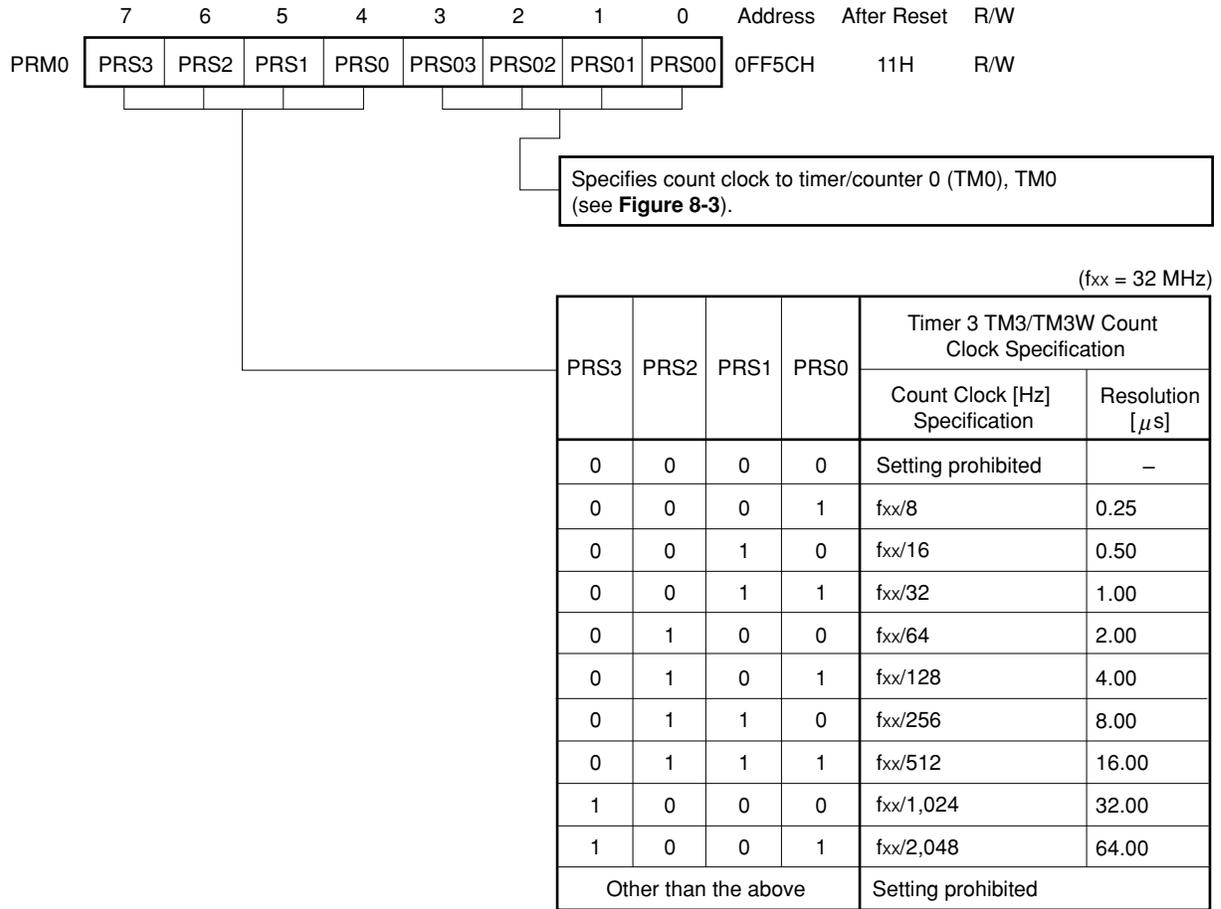 7 6 5 4 3 2 1 0 Address After Reset R/W
PRM0 PRS3 PRS2 PRS1 PRS0 PRS03 PRS02 PRS01 PRS00 0FF5CH 11H R/W
Specifies count clock to timer/counter 0 (TM0), TM0
(see Figure 8-3).
(fxx = 32 MHz)
PRS3 PRS2 PRS1 PRS0
Timer 3 TM3/TM3W Count
Clock Specification
Count Clock [Hz]
Specification
Resolution
[μs]
0 0 0 0 Setting prohibited –
0 0 0 1 fxx/8 0.25
0 0 1 0 fxx/16 0.50
0 0 1 1 fxx/32 1.00
0 1 0 0 fxx/64 2.00
0 1 0 1 fxx/128 4.00
0 1 1 0 fxx/256 8.00
0 1 1 1 fxx/512 16.00
1 0 0 0 fxx/1,024 32.00
1 0 0 1 fxx/2,048 64.00
Other than the above Setting prohibited